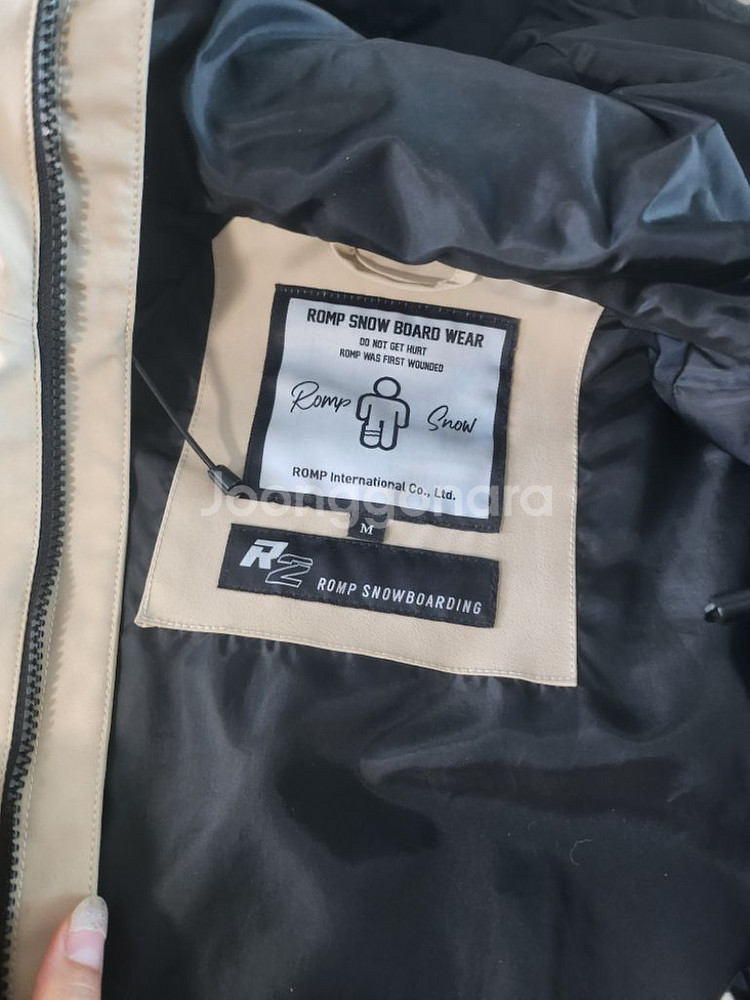 ROMP SNOW BOARD WEAR
DO NOT GET HURT
ROMP WAS FIRST WOUNDED
Romp Snow
ROMP International Co., Ltd.
Joonggonara
M
R2 ROMP SNOWBOARDING